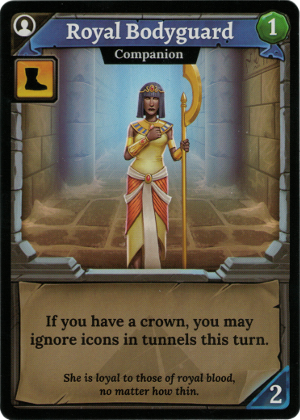 Royal Bodyguard
1
Companion
If you have a crown, you may
ignore icons in tunnels this turn.
She is loyal to those of royal blood,
no matter how thin.
2